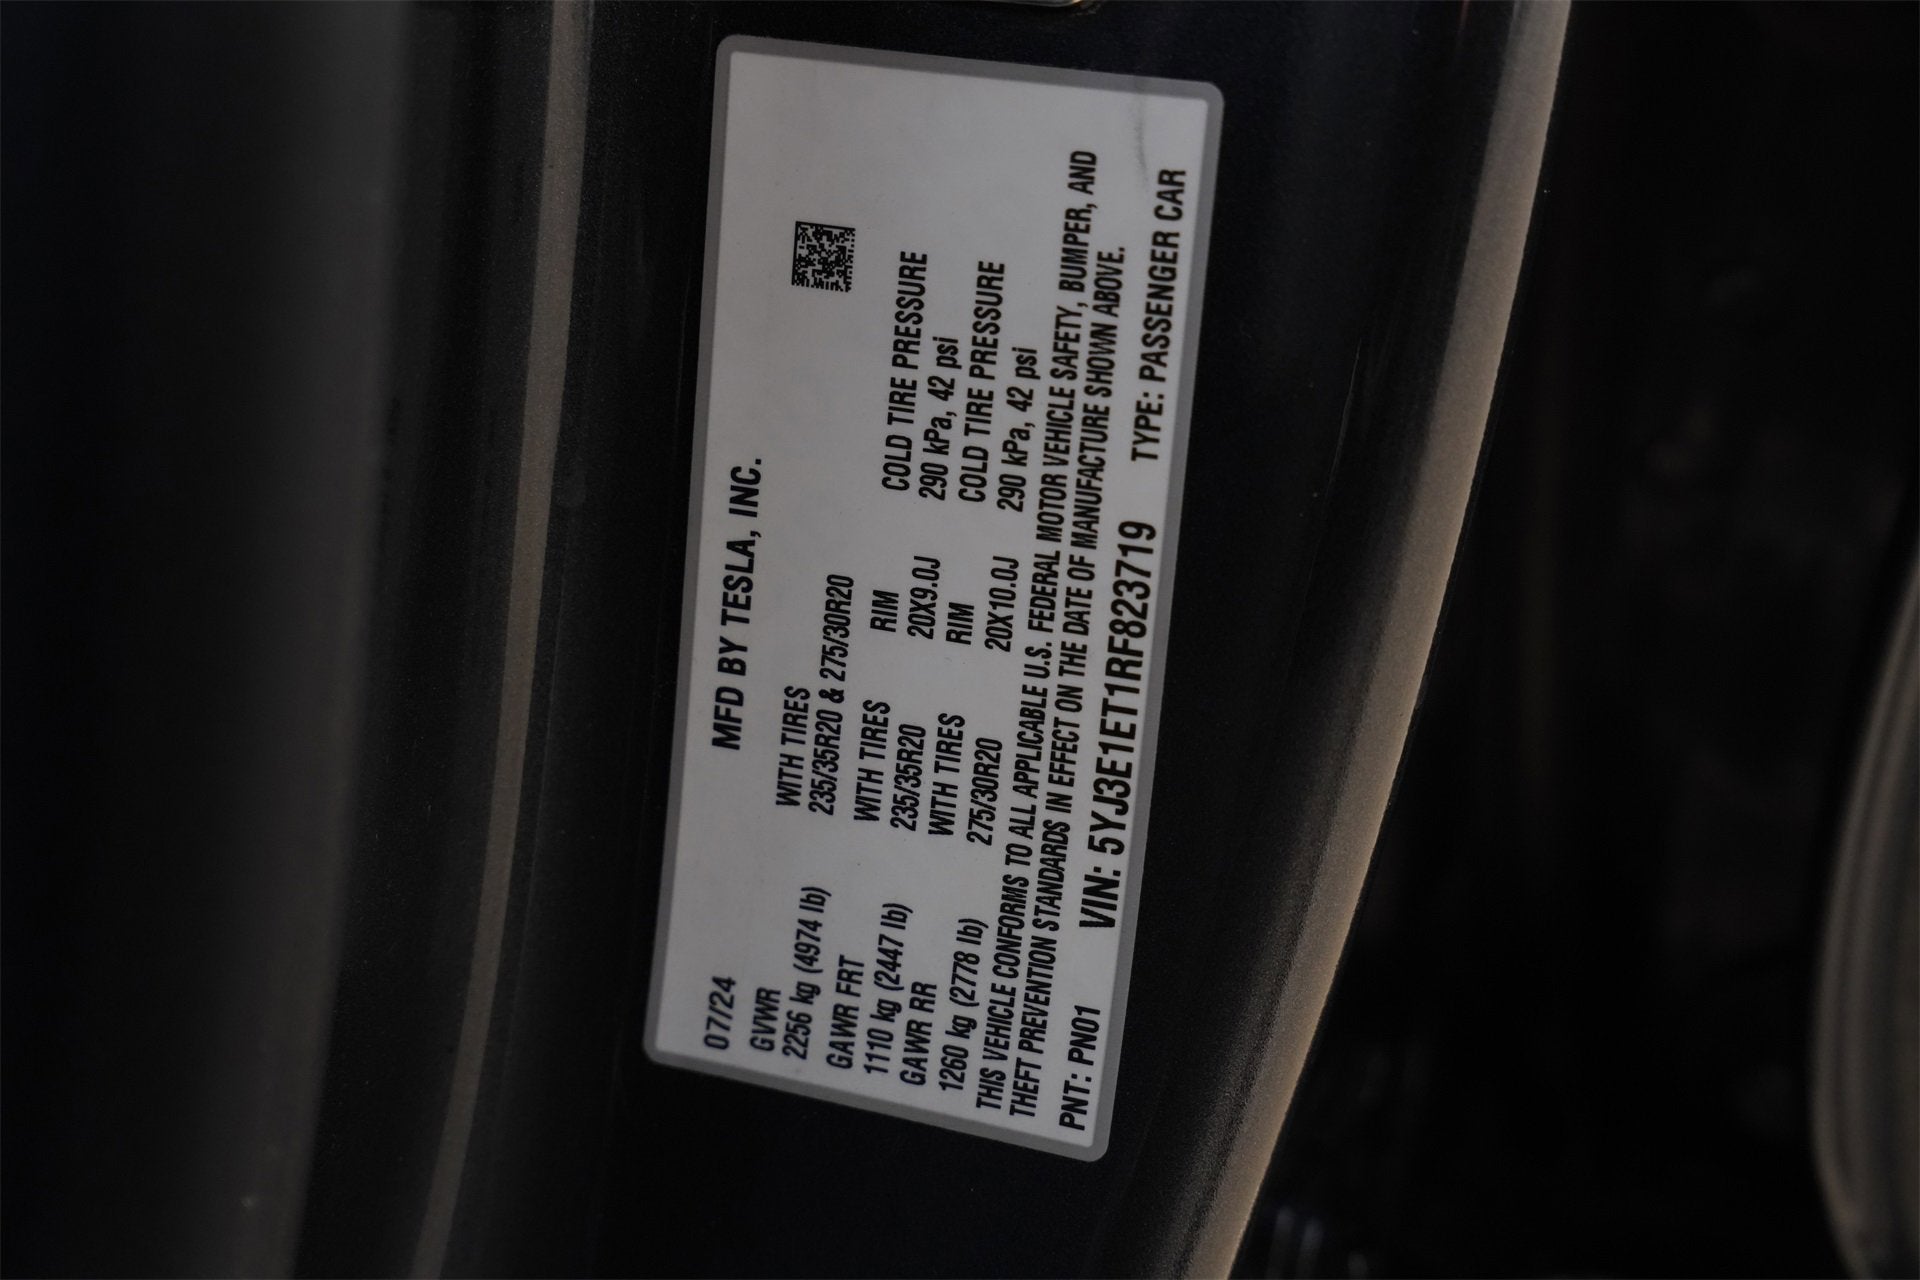 07/24 MFD BY TESLA, INC.
GVWR WITH TIRES
2256 kg (4974 lb) 235/35R20 & 275/30R20
GAWR FRT WITH TIRES RIM COLD TIRE PRESSURE
1110 kg (2447 lb) 235/35R20 20X9.0J 290 kPa, 42 psi
GAWR RR WITH TIRES RIM COLD TIRE PRESSURE
1260 kg (2778 lb) 275/30R20 20X10.0J 290 kPa, 42 psi
THIS VEHICLE CONFORMS TO ALL APPLICABLE U.S. FEDERAL MOTOR VEHICLE SAFETY, BUMPER, AND
THEFT PREVENTION STANDARDS IN EFFECT ON THE DATE OF MANUFACTURE SHOWN ABOVE.
PNT: PN01 VIN: 5YJ3E1ET1RF823719 TYPE: PASSENGER CAR